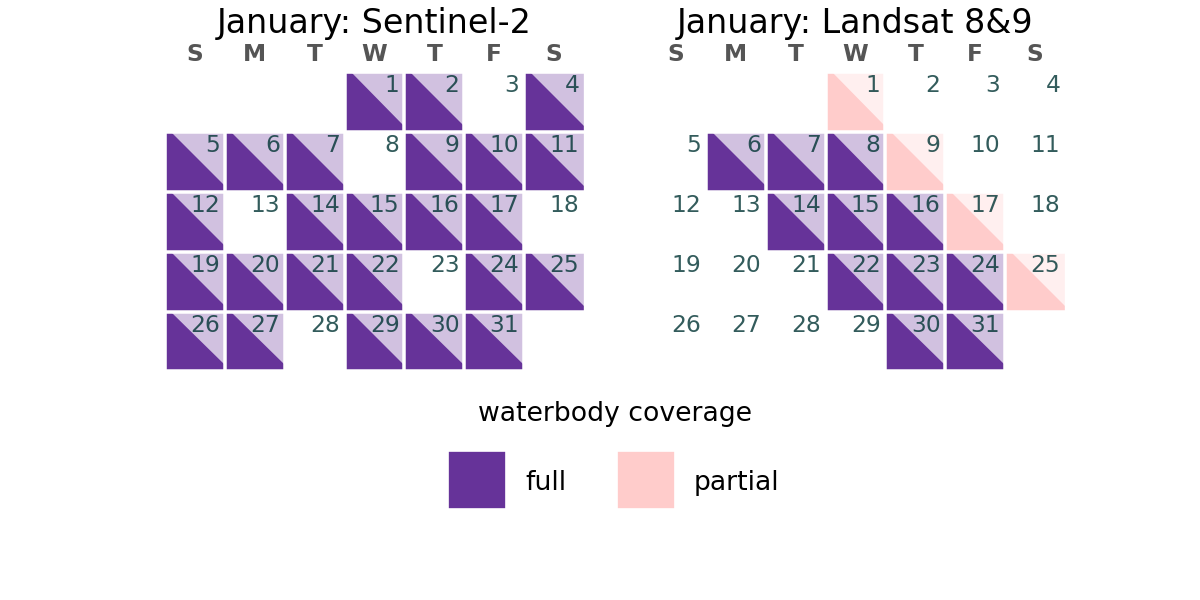 January: Sentinel-2
S M T W T F S
1 2 3 4
5 6 7 8 9 10 11
12 13 14 15 16 17 18
19 20 21 22 23 24 25
26 27 28 29 30 31
January: Landsat 8&9
S M T W T F S
1 2 3 4
5 6 7 8 9 10 11
12 13 14 15 16 17 18
19 20 21 22 23 24 25
26 27 28 29 30 31
waterbody coverage
full
partial